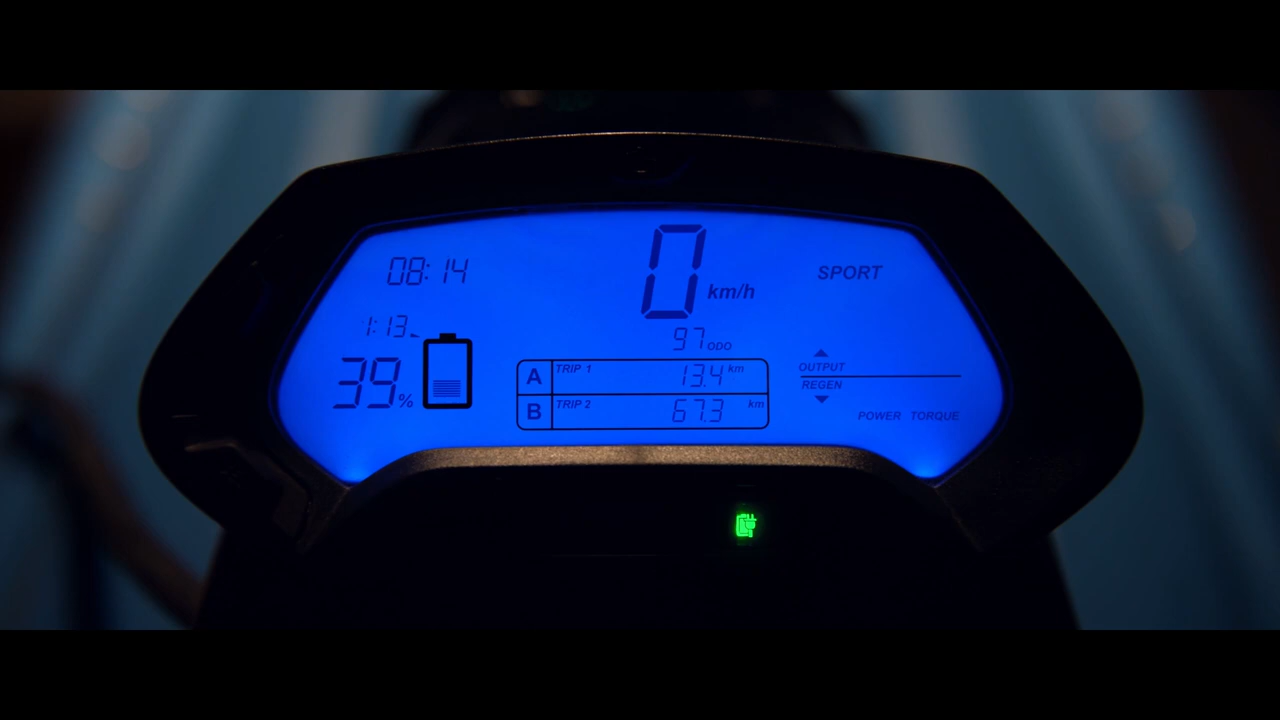 08:14
0 km/h
SPORT
1:13
39%
97 ODO
A TRIP 1 13.4 km
B TRIP 2 67.3 km
OUTPUT
REGEN
POWER TORQUE